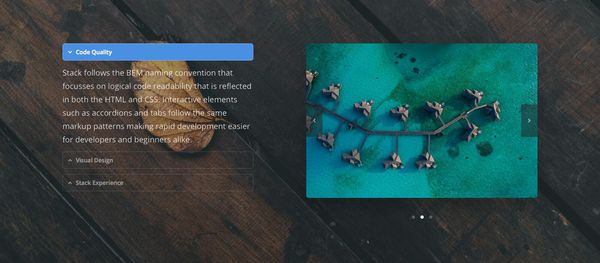 Code Quality
Stack follows the BEM naming convention that
focusses on logical code readability that is reflected
in both the HTML and CSS. Interactive elements
such as accordions and tabs follow the same
markup patterns making rapid development easier
for developers and beginners alike.
Visual Design
Stack Experience